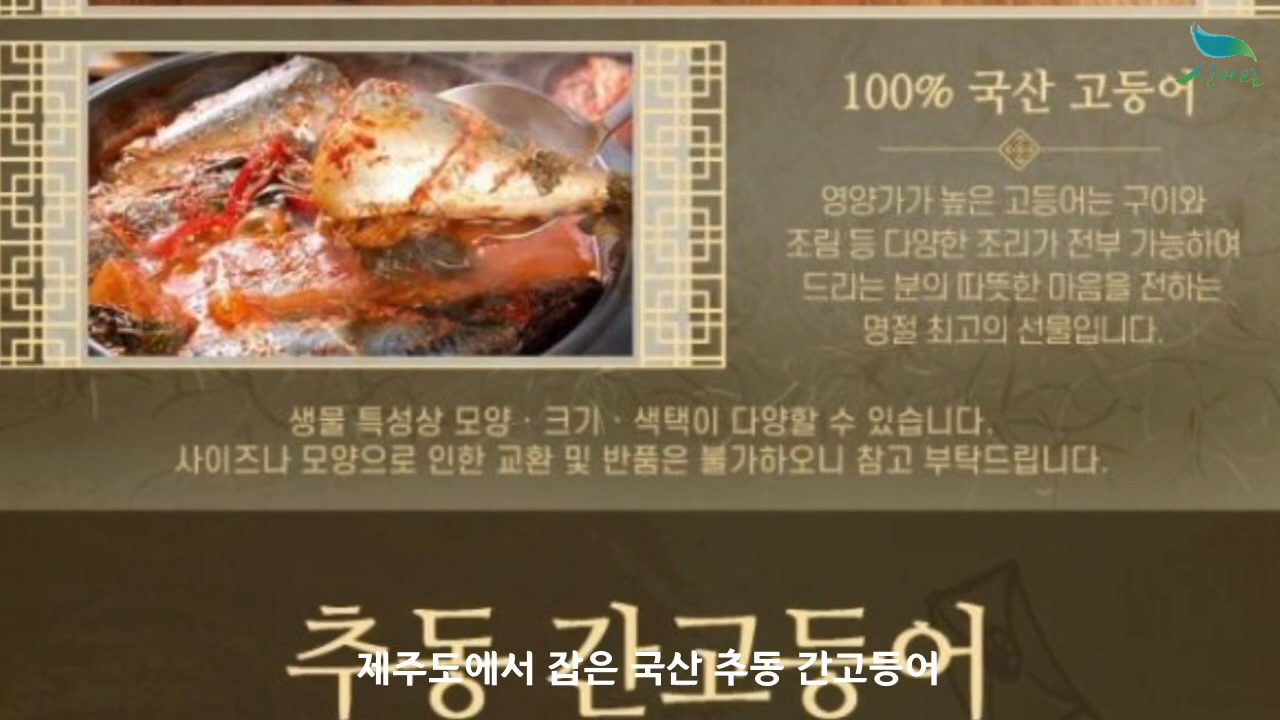 신바람
100% 국산 고등어
영양가가 높은 고등어는 구이와
조림 등 다양한 조리가 전부 가능하여
드리는 분의 따뜻한 마음을 전하는
명절 최고의 선물입니다.
생물 특성상 모양 · 크기 · 색택이 다양할 수 있습니다.
사이즈나 모양으로 인한 교환 및 반품은 불가하오니 참고 부탁드립니다.
추동 간고등어
제주도에서 잡은 국산 추동 간고등어